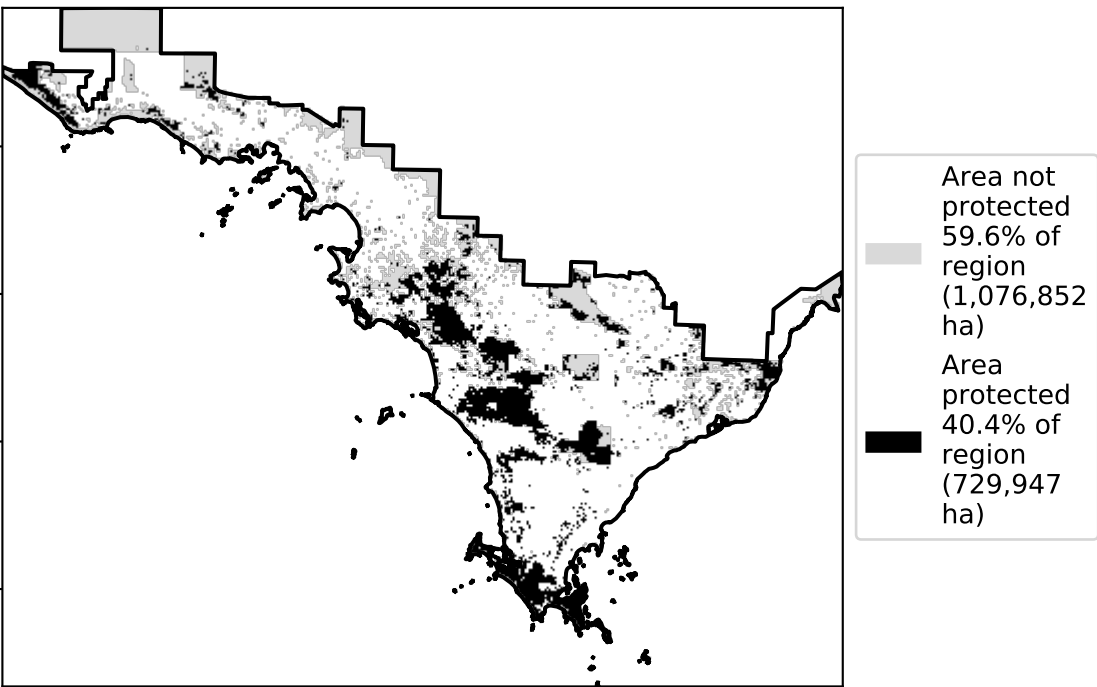 Area not
protected
59.6% of
region
(1,076,852
ha)
Area
protected
40.4% of
region
(729,947
ha)